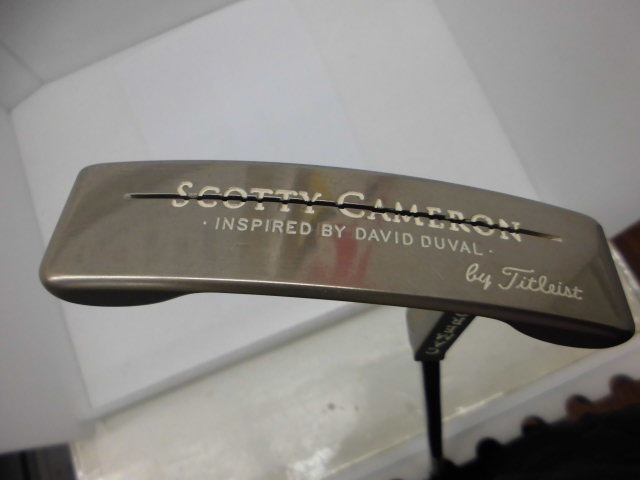 SCOTTY CAMERON
· INSPIRED BY DAVID DUVAL ·
by Titleist